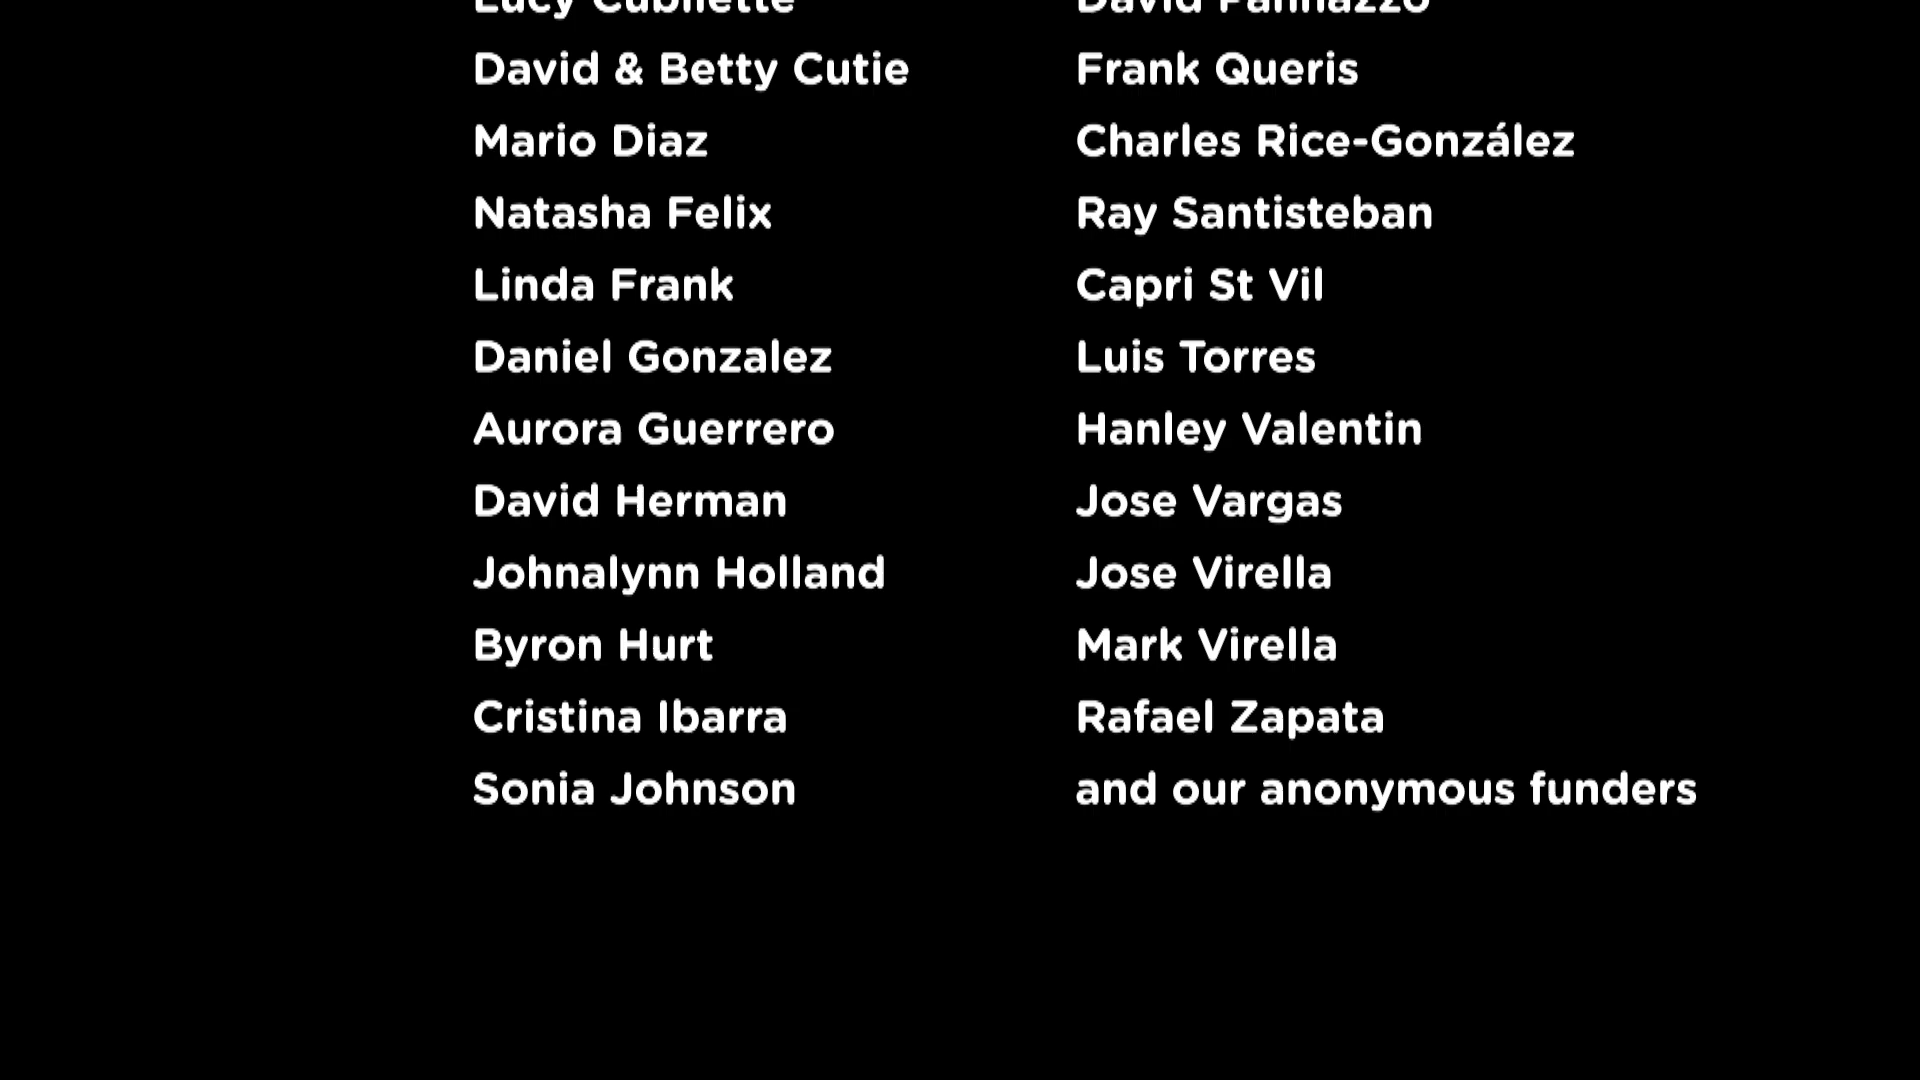 David & Betty Cutie
Mario Diaz
Natasha Felix
Linda Frank
Daniel Gonzalez
Aurora Guerrero
David Herman
Johnalynn Holland
Byron Hurt
Cristina Ibarra
Sonia Johnson
David
Frank Queris
Charles Rice-González
Ray Santisteban
Capri St Vil
Luis Torres
Hanley Valentin
Jose Vargas
Jose Virella
Mark Virella
Rafael Zapata
and our anonymous funders